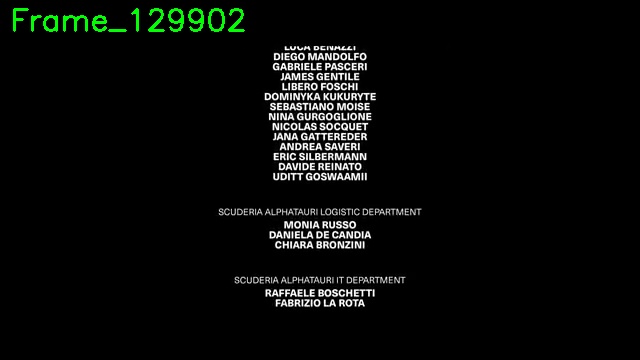 Frame_129902
LUCA BENAZZI
DIEGO MANDOLFO
GABRIELE PASCERI
JAMES GENTILE
LIBERO FOSCHI
DOMINYKA KUKURYTE
SEBASTIANO MOISE
NINA GURGOGLIONE
NICOLAS SOCQUET
JANA GATTEREDER
ANDREA SAVERI
ERIC SILBERMANN
DAVIDE REINATO
UDITT GOSWAAMII
SCUDERIA ALPHATAURI LOGISTIC DEPARTMENT
MONIA RUSSO
DANIELA DE CANDIA
CHIARA BRONZINI
SCUDERIA ALPHATAURI IT DEPARTMENT
RAFFAELE BOSCHETTI
FABRIZIO LA ROTA